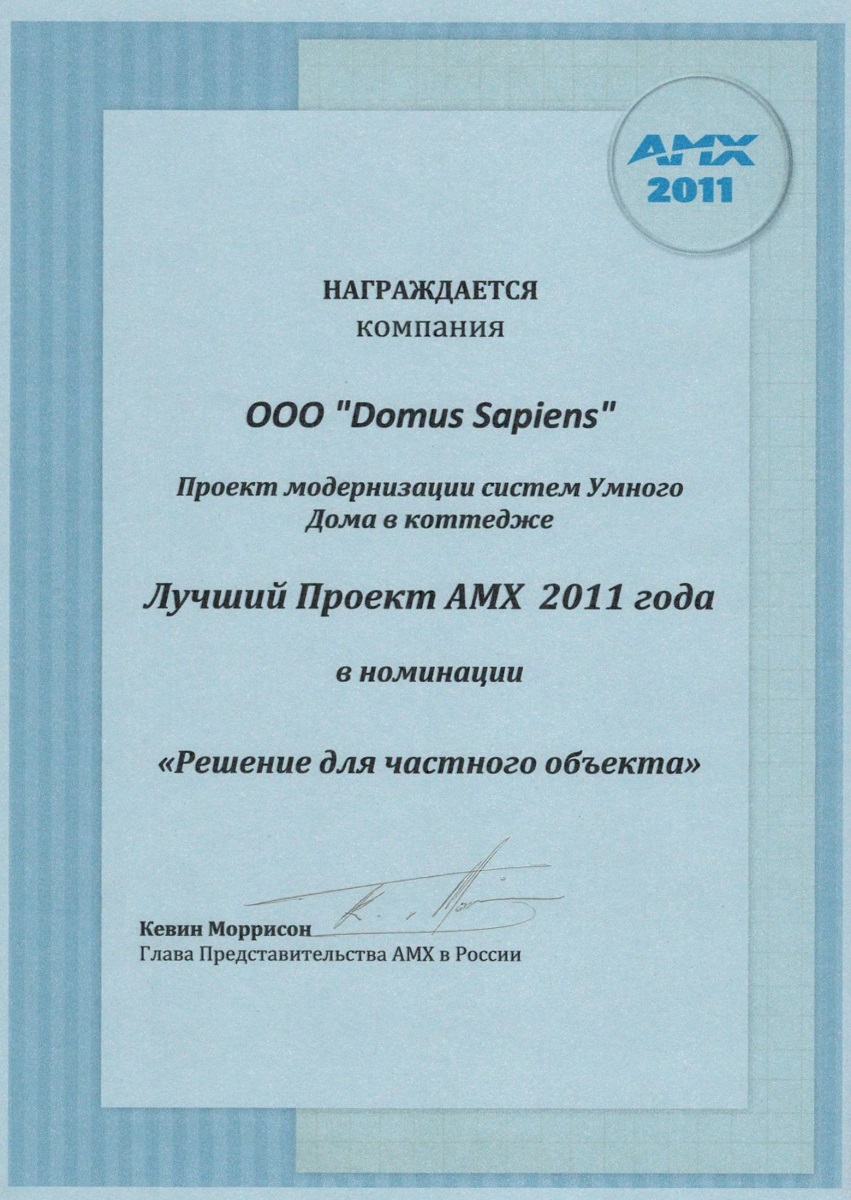 AMX
2011
НАГРАЖДАЕТСЯ
компания
ООО "Domus Sapiens"
Проект модернизации систем Умного
Дома в коттедже
Лучший Проект AMX 2011 года
в номинации
«Решение для частного объекта»
Кевин Моррисон
Глава Представительства AMX в России